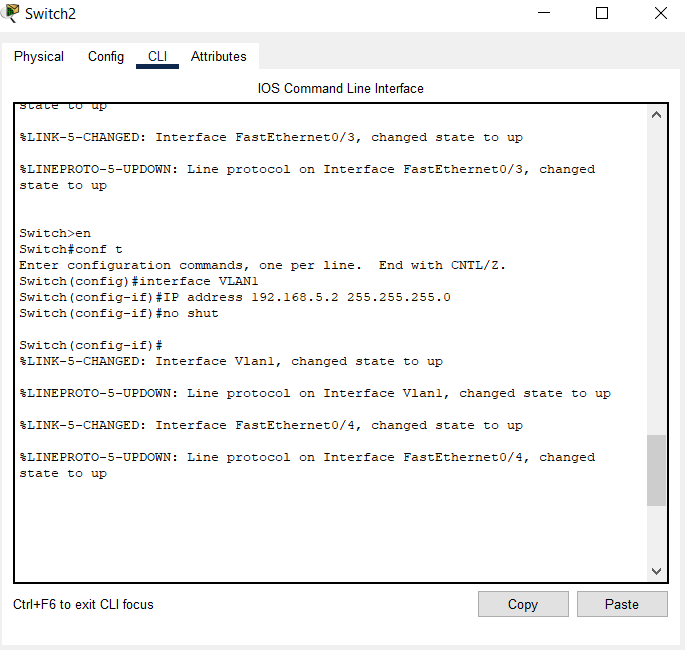 Switch2
Physical Config CLI Attributes
IOS Command Line Interface
state to up
%LINK-5-CHANGED: Interface FastEthernet0/3, changed state to up
%LINEPROTO-5-UPDOWN: Line protocol on Interface FastEthernet0/3, changed
state to up
Switch>en
Switch#conf t
Enter configuration commands, one per line.  End with CNTL/Z.
Switch(config)#interface VLAN1
Switch(config-if)#IP address 192.168.5.2 255.255.255.0
Switch(config-if)#no shut
Switch(config-if)#
%LINK-5-CHANGED: Interface Vlan1, changed state to up
%LINEPROTO-5-UPDOWN: Line protocol on Interface Vlan1, changed state to up
%LINK-5-CHANGED: Interface FastEthernet0/4, changed state to up
%LINEPROTO-5-UPDOWN: Line protocol on Interface FastEthernet0/4, changed
state to up
Ctrl+F6 to exit CLI focus
Copy Paste